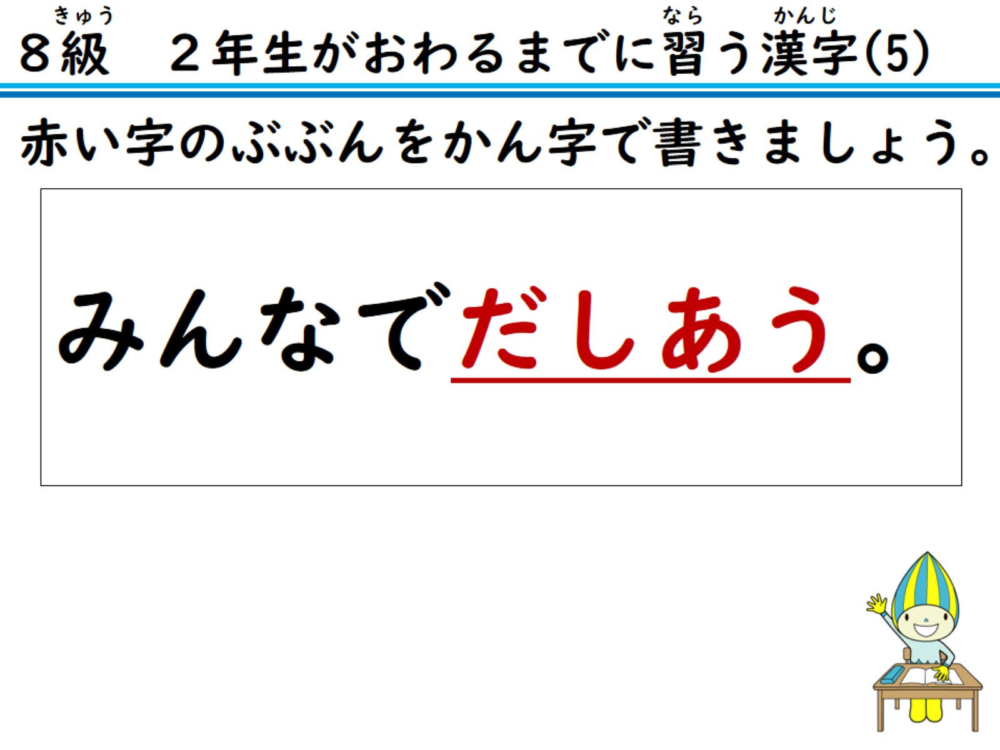 きゅう なら かんじ
８級　２年生がおわるまでに習う漢字(5)
赤い字のぶぶんをかん字で書きましょう。
みんなでだしあう。